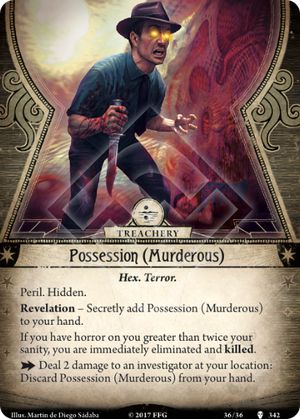 TREACHERY
Possession (Murderous)
Hex. Terror.
Peril. Hidden.
Revelation – Secretly add Possession (Murderous)
to your hand.
If you have horror on you greater than twice your
sanity, you are immediately eliminated and killed.
Deal 2 damage to an investigator at your location:
Discard Possession (Murderous) from your hand.
Illus. Martin de Diego Sádaba
© 2017 FFG
36/36
342